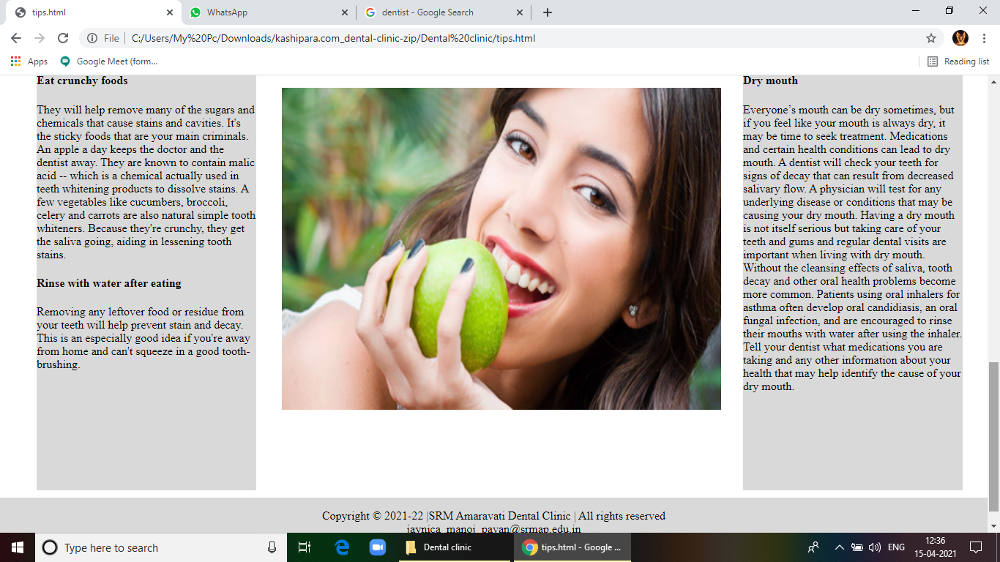 tips.html
WhatsApp
dentist - Google Search
File
C:/Users/My%20Pc/Downloads/kashipara.com_dental-clinic-zip/Dental%20clinic/tips.html
Apps
Google Meet (form...
Reading list
Eat crunchy foods
They will help remove many of the sugars and
chemicals that cause stains and cavities. It's
the sticky foods that are your main criminals.
An apple a day keeps the doctor and the
dentist away. They are known to contain malic
acid -- which is a chemical actually used in
teeth whitening products to dissolve stains. A
few vegetables like cucumbers, broccoli,
celery and carrots are also natural simple tooth
whiteners. Because they're crunchy, they get
the saliva going, aiding in lessening tooth
stains.
Rinse with water after eating
Removing any leftover food or residue from
your teeth will help prevent stain and decay.
This is an especially good idea if you're away
from home and can't squeeze in a good tooth-
brushing.
Dry mouth
Everyone’s mouth can be dry sometimes, but
if you feel like your mouth is always dry, it
may be time to seek treatment. Medications
and certain health conditions can lead to dry
mouth. A dentist will check your teeth for
signs of decay that can result from decreased
salivary flow. A physician will test for any
underlying disease or conditions that may be
causing your dry mouth. Having a dry mouth
is not itself serious but taking care of your
teeth and gums and regular dental visits are
important when living with dry mouth.
Without the cleansing effects of saliva, tooth
decay and other oral health problems become
more common. Patients using oral inhalers for
asthma often develop oral candidiasis, an oral
fungal infection, and are encouraged to rinse
their mouths with water after using the inhaler.
Tell your dentist what medications you are
taking and any other information about your
health that may help identify the cause of your
dry mouth.
Copyright © 2021-22 |SRM Amaravati Dental Clinic | All rights reserved
javnica_manoj_pavan@srmap.edu.in
Type here to search
Dental clinic
tips.html - Google ...
ENG
12:36
15-04-2021